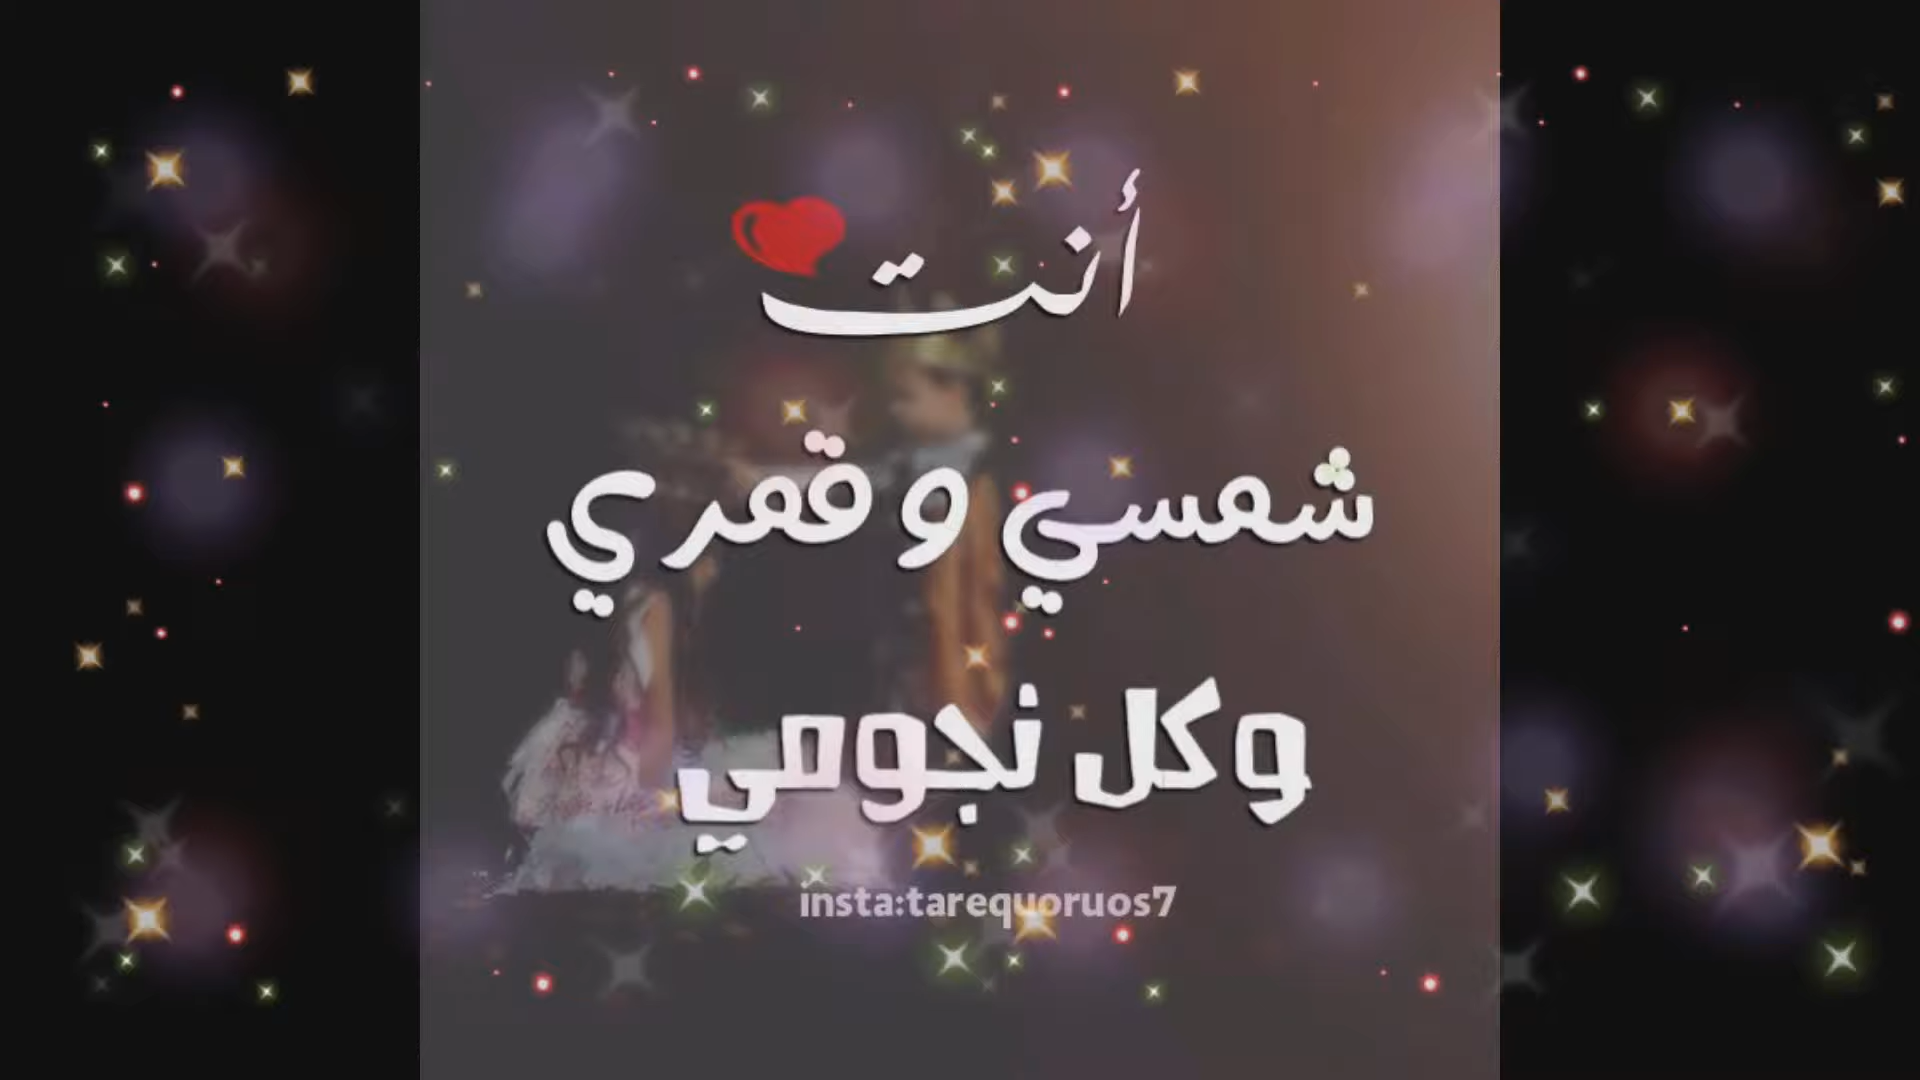 أنت
شمسي و قمري
وكل نجومي
insta:tarequoruos7